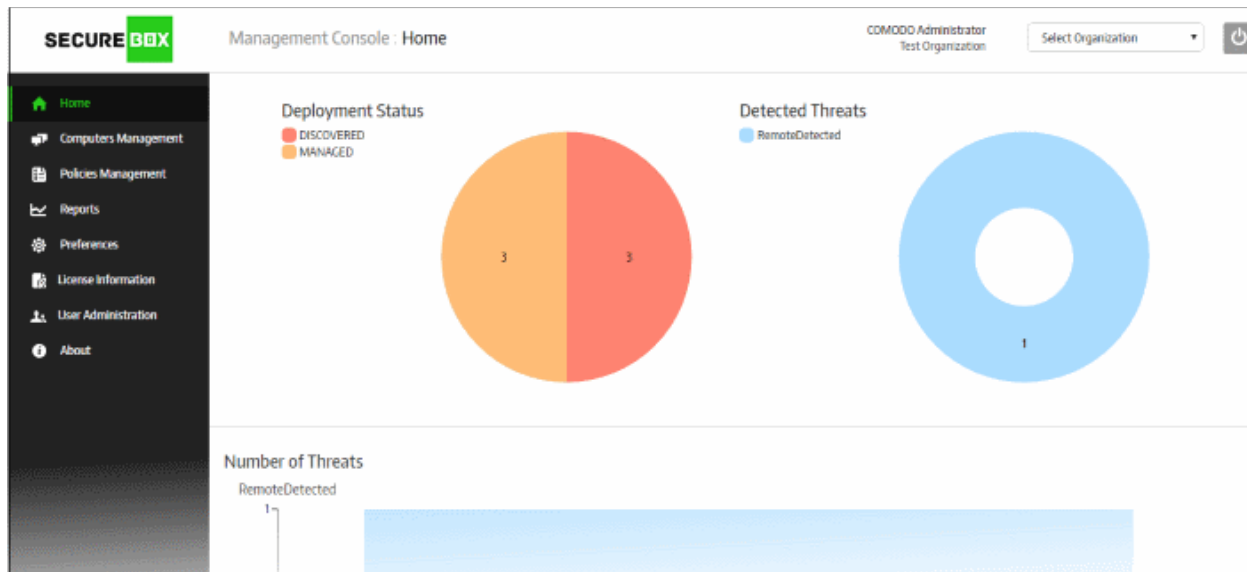 SECURE BOX
Management Console : Home
COMODO Administrator
Test Organization
Select Organization
Home
Computers Management
Policies Management
Reports
Preferences
License Information
User Administration
About
Deployment Status
DISCOVERED
MANAGED
3
3
Detected Threats
RemoteDetected
1
Number of Threats
RemoteDetected
1